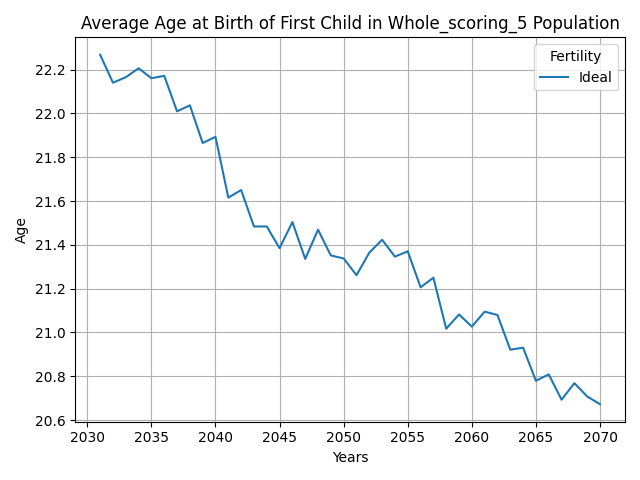 Average Age at Birth of First Child in Whole_scoring_5 Population
Fertility
Ideal
22.2
22.0
21.8
21.6
21.4
21.2
21.0
20.8
20.6
Age
2030 2035 2040 2045 2050 2055 2060 2065 2070
Years